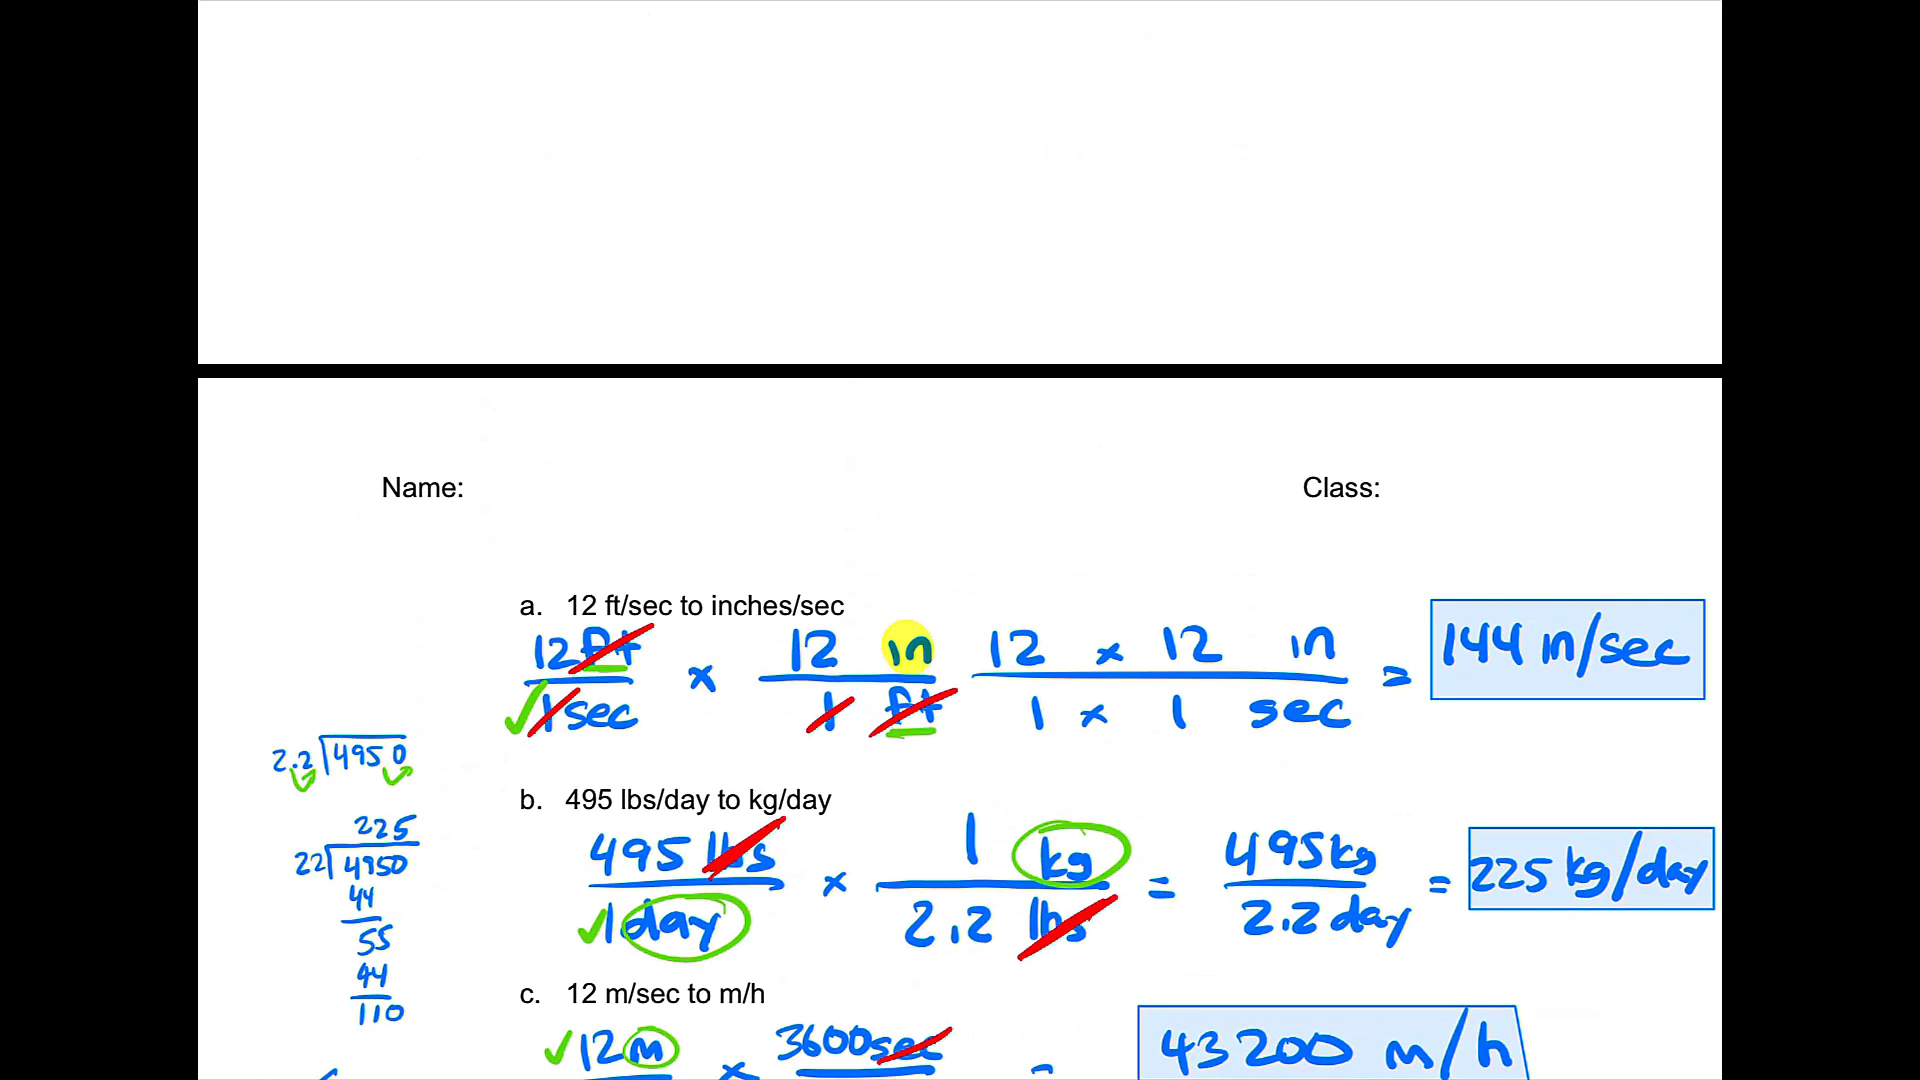 Name: Class:
a. 12 ft/sec to inches/sec
12 ft / 1 sec × 12 in / 1 ft 12 × 12 in / 1 × 1 sec = 144 in/sec
2.2 4950
b. 495 lbs/day to kg/day
495 lbs / 1 day × 1 kg / 2.2 lbs = 495 kg / 2.2 day = 225 kg/day
225
22 4950
44
55
44
110
c. 12 m/sec to m/h
12 m × 3600 sec = 43200 m/h